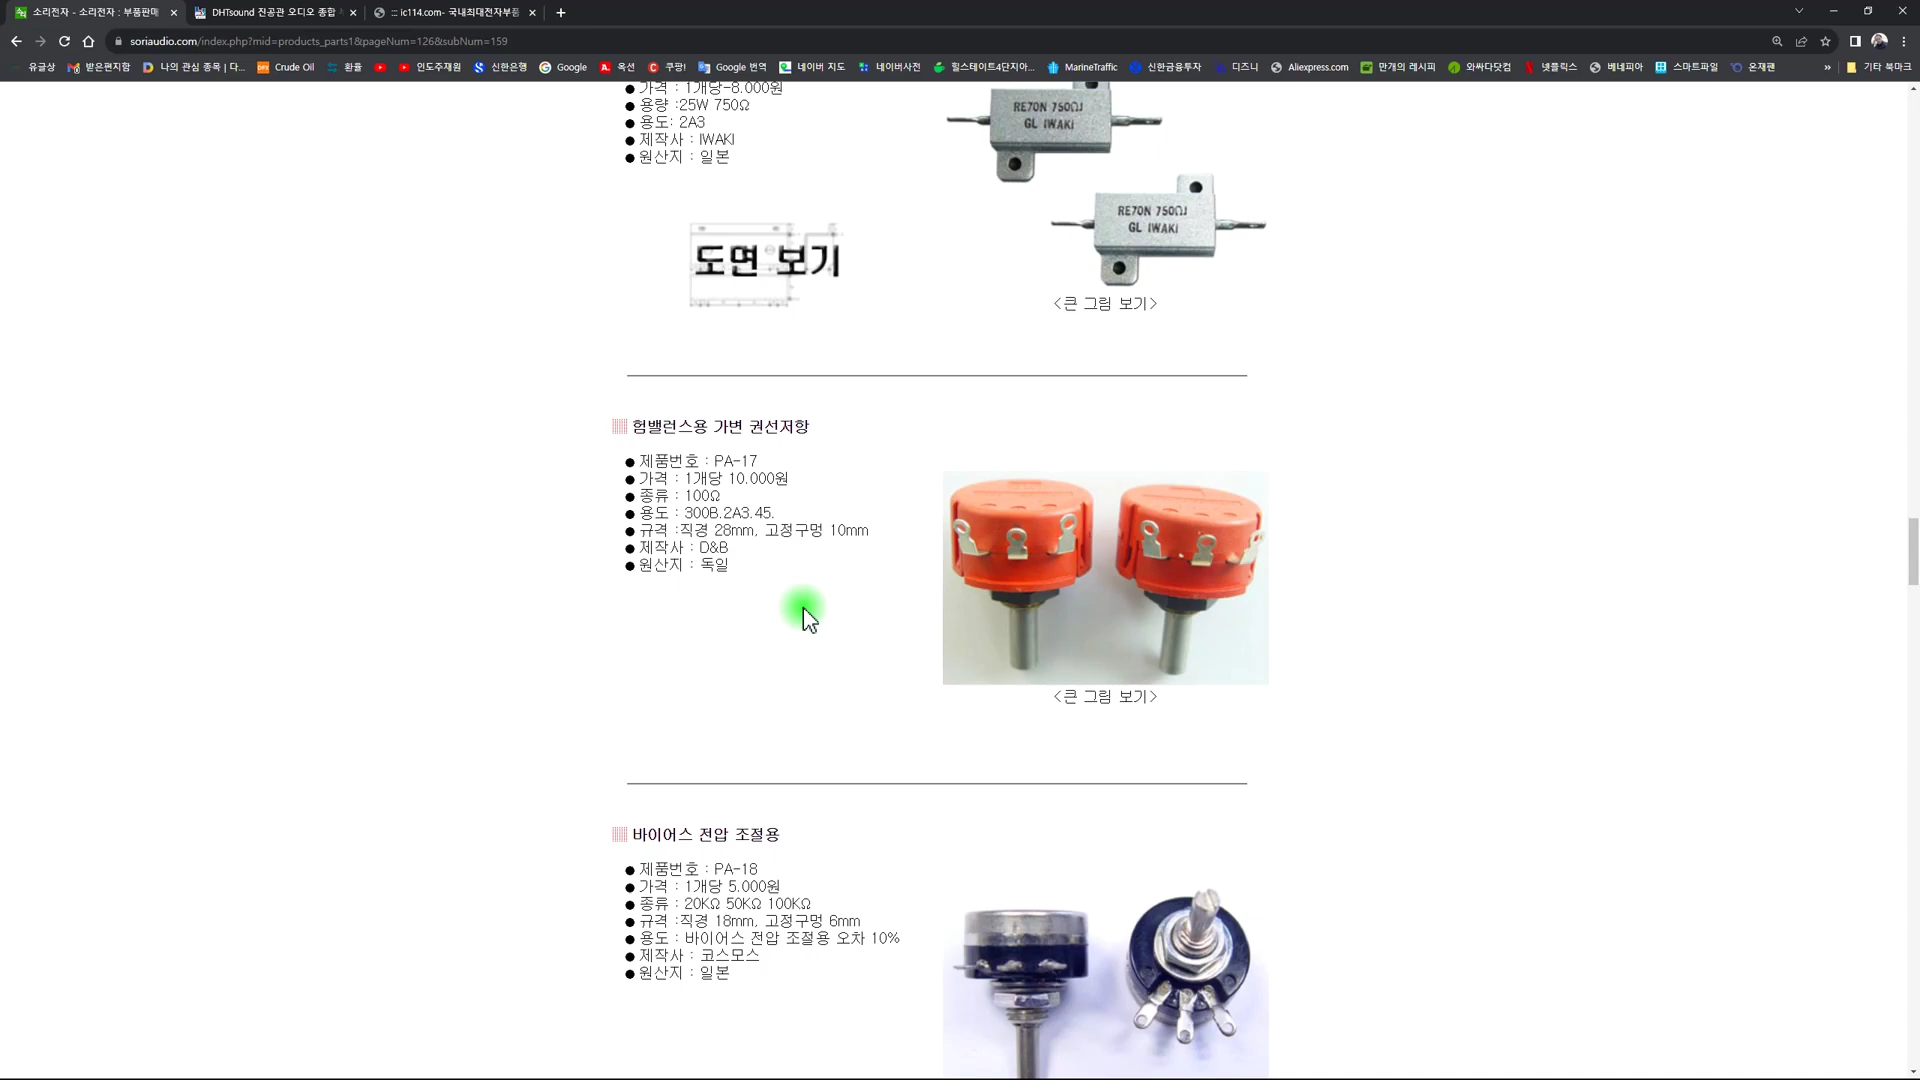 소리전자 - 소리전자 : 부품판매
DHTsound 진공관 오디오 종합
::: ic114.com- 국내최대전자부품
soriaudio.com/index.php?mid=products_parts1&pageNum=126&subNum=159
유글상
받은편지함
나의 관심 종목 | 다...
Crude Oil
환율
인도주재원
신한은행
Google
옥션
쿠팡!
Google 번역
네이버 지도
네이버사전
힐스테이트4단지아...
MarineTraffic
신한금융투자
디즈니
Aliexpress.com
만개의 레시피
와싸다닷컴
넷플릭스
베네피아
스마트파일
온재팬
»
기타 북마크
● 가격 : 1개당-8.000원
● 용량 :25W 750Ω
● 용도: 2A3
● 제작사 : IWAKI
● 원산지 : 일본
RE70N 750ΩJ
GL IWAKI
RE70N 750ΩJ
GL IWAKI
도면 보기
<큰 그림 보기>
험밸런스용 가변 권선저항
● 제품번호 : PA-17
● 가격 : 1개당 10.000원
● 종류 : 100Ω
● 용도 : 300B.2A3.45.
● 규격 :직경 28mm, 고정구멍 10mm
● 제작사 : D&B
● 원산지 : 독일
<큰 그림 보기>
바이어스 전압 조절용
● 제품번호 : PA-18
● 가격 : 1개당 5.000원
● 종류 : 20KΩ 50KΩ 100KΩ
● 규격 :직경 18mm, 고정구멍 6mm
● 용도 : 바이어스 전압 조절용 오차 10%
● 제작사 : 코스모스
● 원산지 : 일본